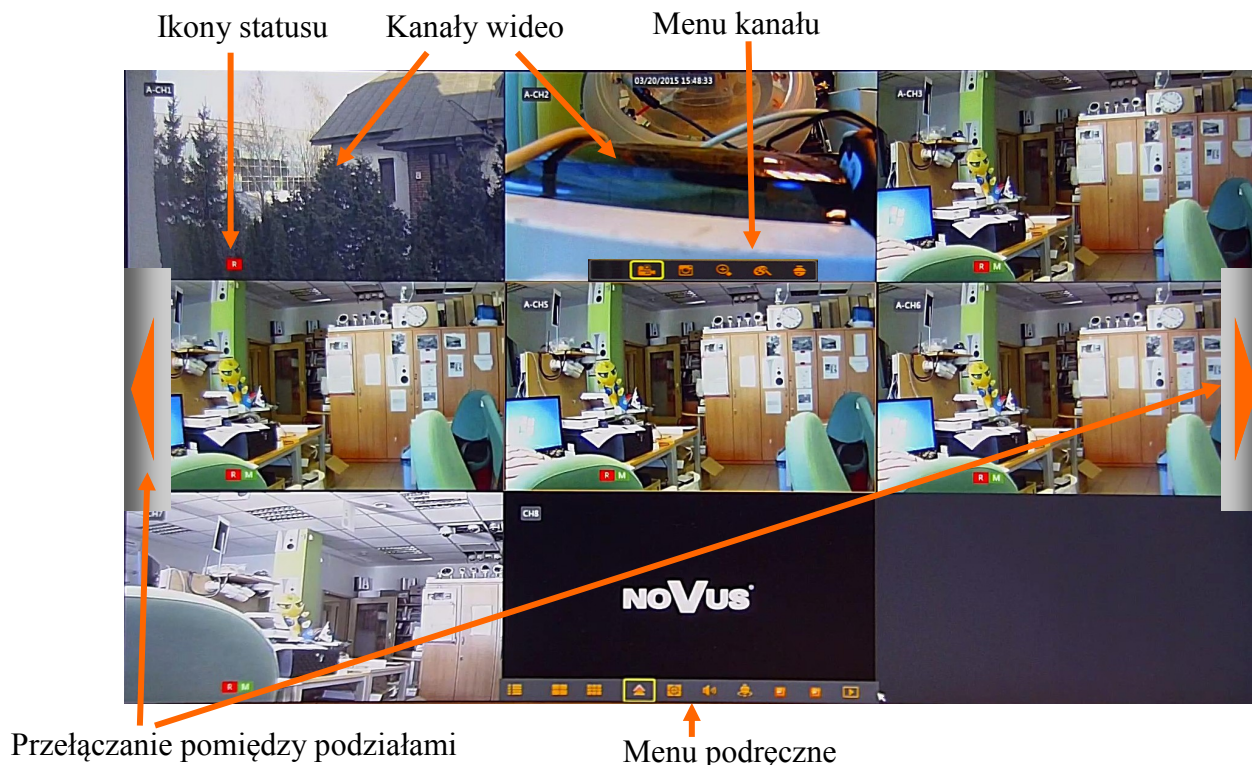 Ikony statusu Kanały wideo Menu kanału
A-CH1
A-CH2
03/20/2015 15:48:33
A-CH3
R
R M
A-CH5
A-CH6
R M
R M
R M
CH8
NOVUS
R M
Przełączanie pomiędzy podziałami
Menu podręczne